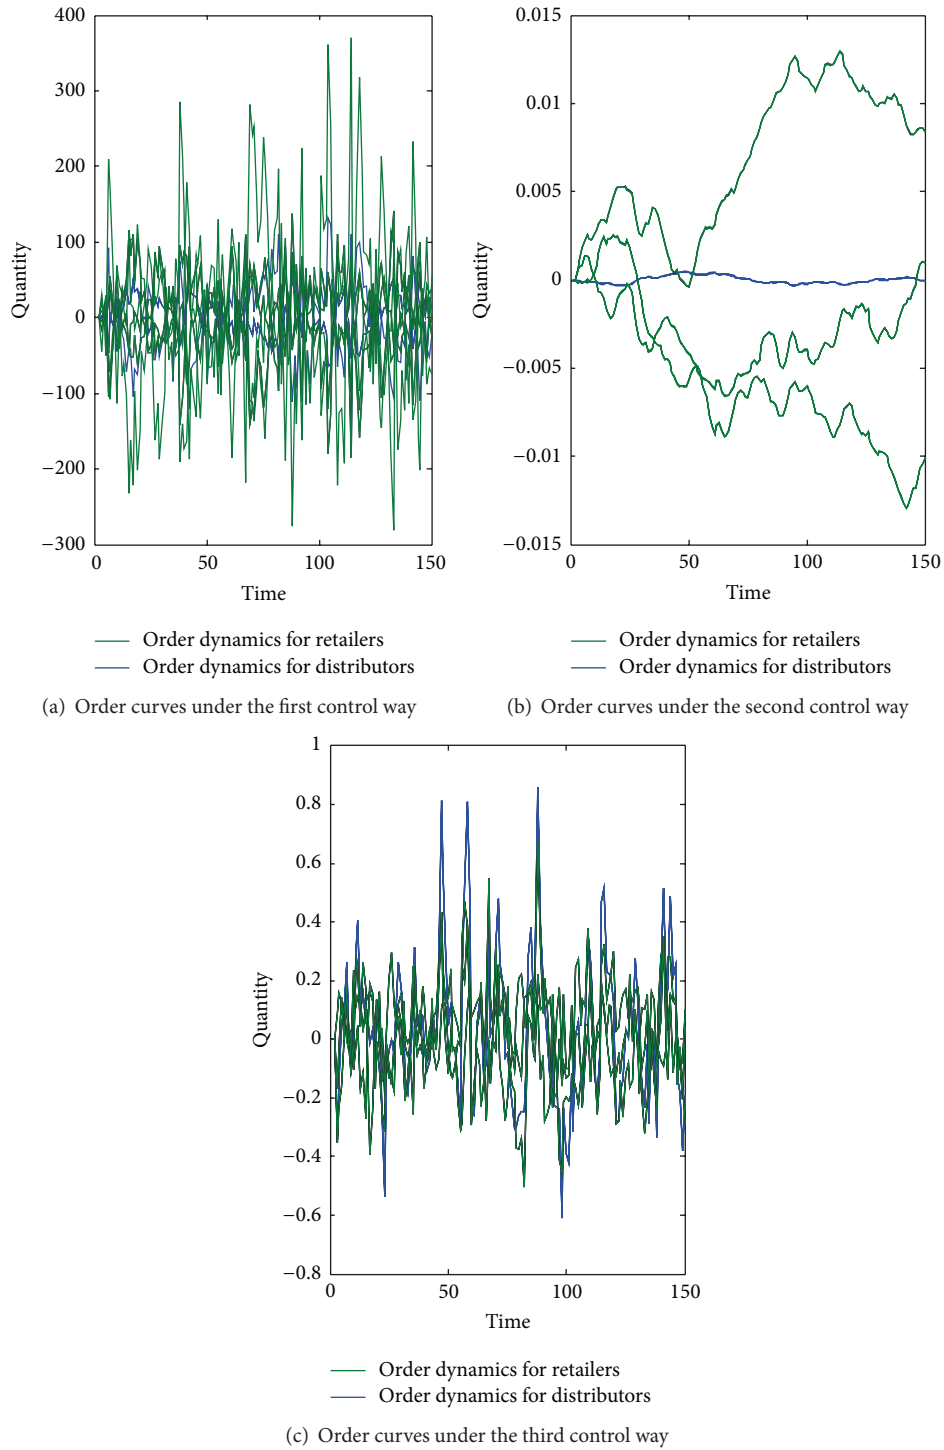 400
300
200
100
0
−100
−200
−300
Quantity
0 50 100 150
Time
Order dynamics for retailers
Order dynamics for distributors
(a) Order curves under the first control way
0.015
0.01
0.005
0
−0.005
−0.01
−0.015
Quantity
0 50 100 150
Time
Order dynamics for retailers
Order dynamics for distributors
(b) Order curves under the second control way
1
0.8
0.6
0.4
0.2
0
−0.2
−0.4
−0.6
−0.8
Quantity
0 50 100 150
Time
Order dynamics for retailers
Order dynamics for distributors
(c) Order curves under the third control way